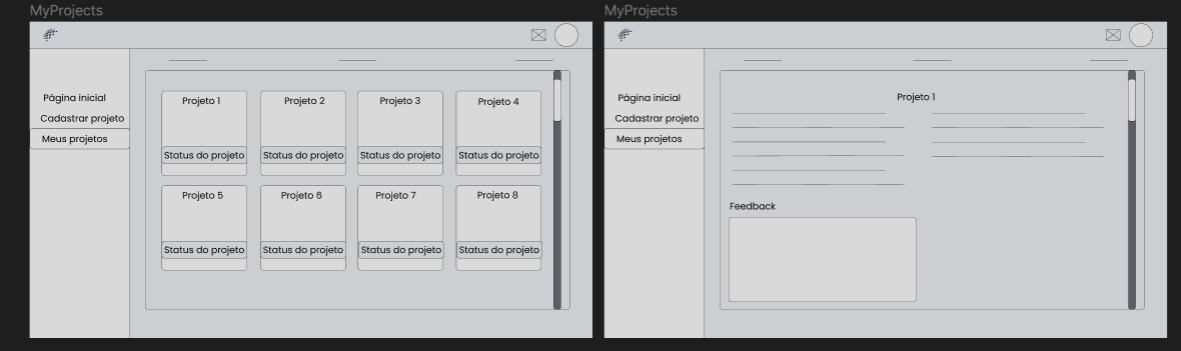 MyProjects
Página inicial
Cadastrar projeto
Meus projetos
Projeto 1
Projeto 2
Projeto 3
Projeto 4
Status do projeto
Status do projeto
Status do projeto
Status do projeto
Projeto 5
Projeto 6
Projeto 7
Projeto 8
Status do projeto
Status do projeto
Status do projeto
Status do projeto
MyProjects
Página inicial
Cadastrar projeto
Meus projetos
Projeto 1
Feedback